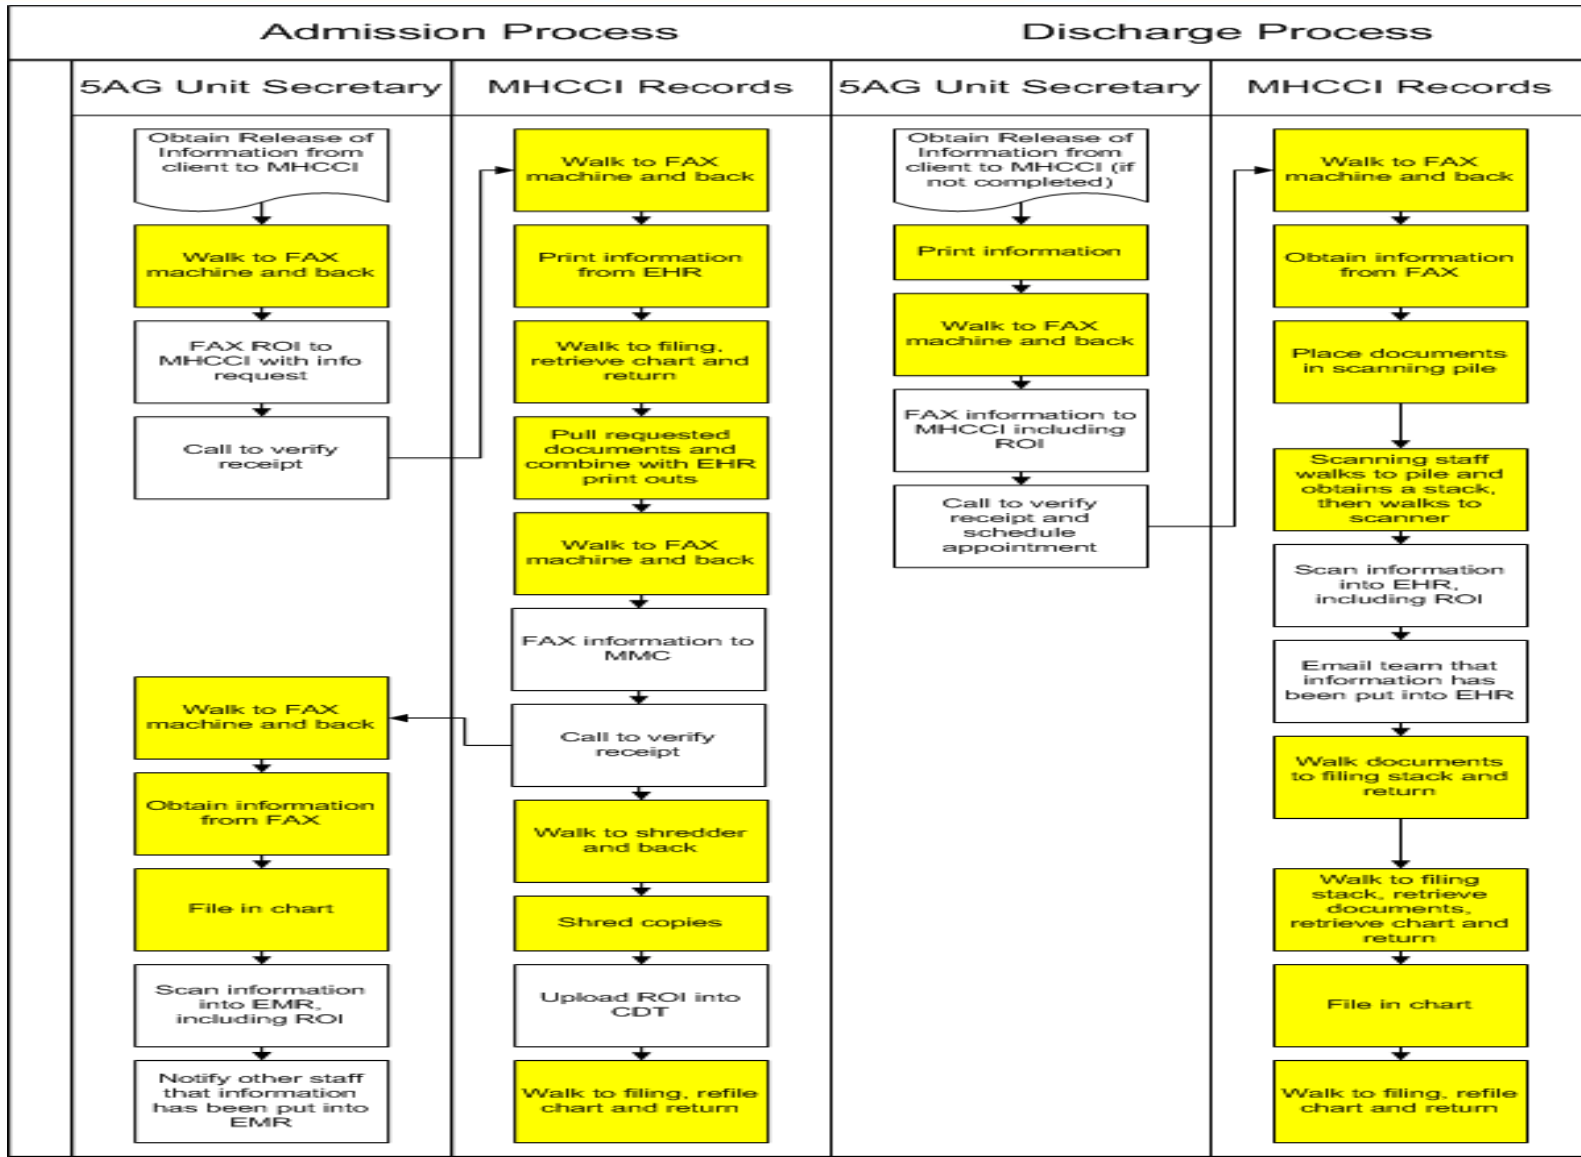 Admission Process
Discharge Process
5AG Unit Secretary
MHCCI Records
5AG Unit Secretary
MHCCI Records
Obtain Release of
Information from
client to MHCCI
Walk to FAX
machine and back
FAX ROI to
MHCCI with info
request
Call to verify
receipt
Walk to FAX
machine and back
Obtain information
from FAX
File in chart
Scan information
into EMR,
including ROI
Notify other staff
that information
has been put into
EMR
Walk to FAX
machine and back
Print information
from EHR
Walk to filing,
retrieve chart and
return
Pull requested
documents and
combine with EHR
print outs
Walk to FAX
machine and back
FAX information to
MMC
Call to verify
receipt
Walk to shredder
and back
Shred copies
Upload ROI into
CDT
Walk to filing, refile
chart and return
Obtain Release of
Information from
client to MHCCI (if
not completed)
Print information
Walk to FAX
machine and back
FAX information to
MHCCI including
ROI
Call to verify
receipt and
schedule
appointment
Walk to FAX
machine and back
Obtain information
from FAX
Place documents
in scanning pile
Scanning staff
walks to pile and
obtains a stack,
then walks to
scanner
Scan information
into EHR,
including ROI
Email team that
information has
been put into EHR
Walk documents
to filing stack and
return
Walk to filing
stack, retrieve
documents,
retrieve chart and
return
File in chart
Walk to filing, refile
chart and return